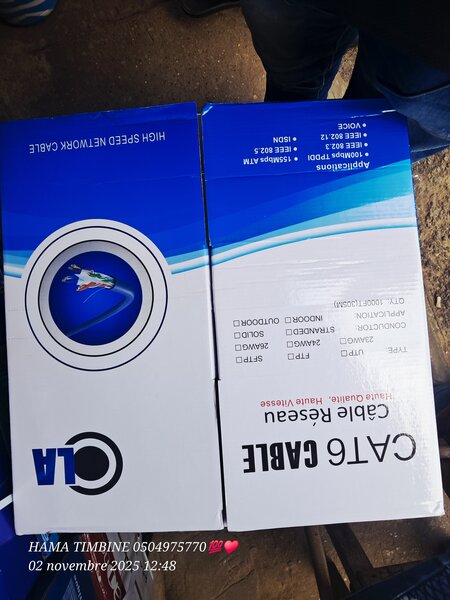 HIGH SPEED NETWORK CABLE
LA
CAT6 CABLE
Câble Réseau
Haute Qualite, Haute Vitesse
TYPE: UTP FTP SFTP
23AWG 24AWG 26AWG
CONDUCTOR: STRANDED SOLID
APPLICATION: INDOOR OUTDOOR
QTY: 1000FT(305M)
Applications
• 100Mbps TPDDI • 155Mbps ATM
• IEEE 802.3 • IEEE 802.5
• IEEE 802.12 • ISDN
• VOICE
HAMA TIMBINE 0504975770💯❤️
02 novembre 2025 12:48